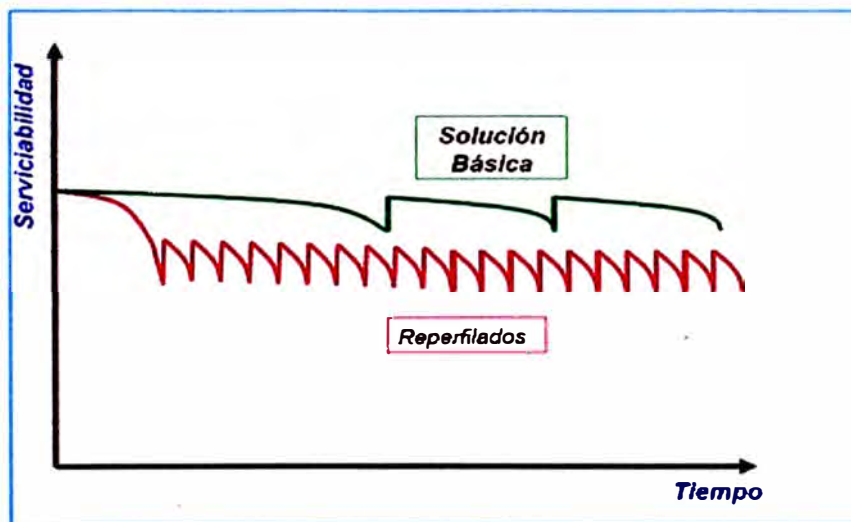 Serviciabilidad
Solución
Básica
Reperfilados
Tiempo